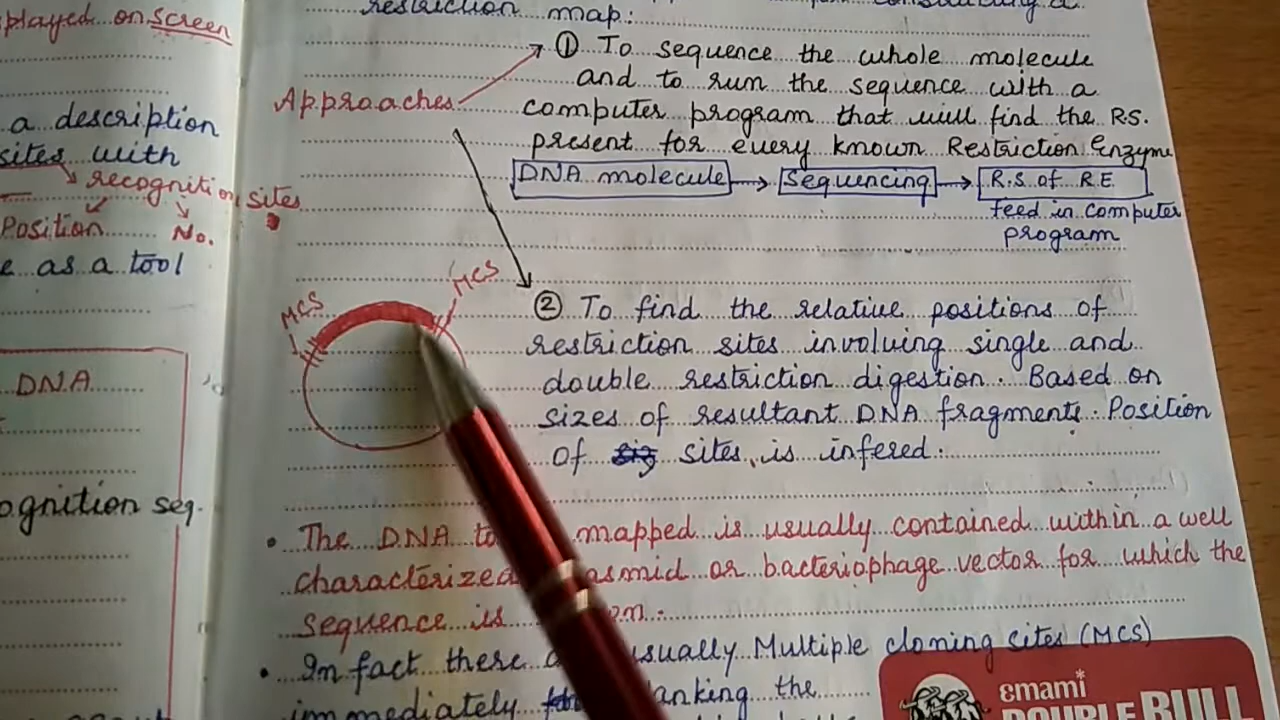 played on screen
a description
sites with
recognition sites
Position No.
e as a tool
DNA
ognition seq.
restriction map:
Approaches
① To sequence the whole molecule
and to run the sequence with a
computer program that will find the R.S.
present for every known Restriction Enzyme
DNA molecule → Sequencing → R.S. of R.E.
feed in computer
program
MCS
MCS
② To find the relative positions of
restriction sites involving single and
double restriction digestion. Based on
sizes of resultant DNA fragments. Position
of sites is infered.
• The DNA to mapped is usually contained within a well
characterized or bacteriophage vector for which the
sequence is
• In fact there usually Multiple cloning sites (MCS)
immediately the
emami
DOUBLE BULL